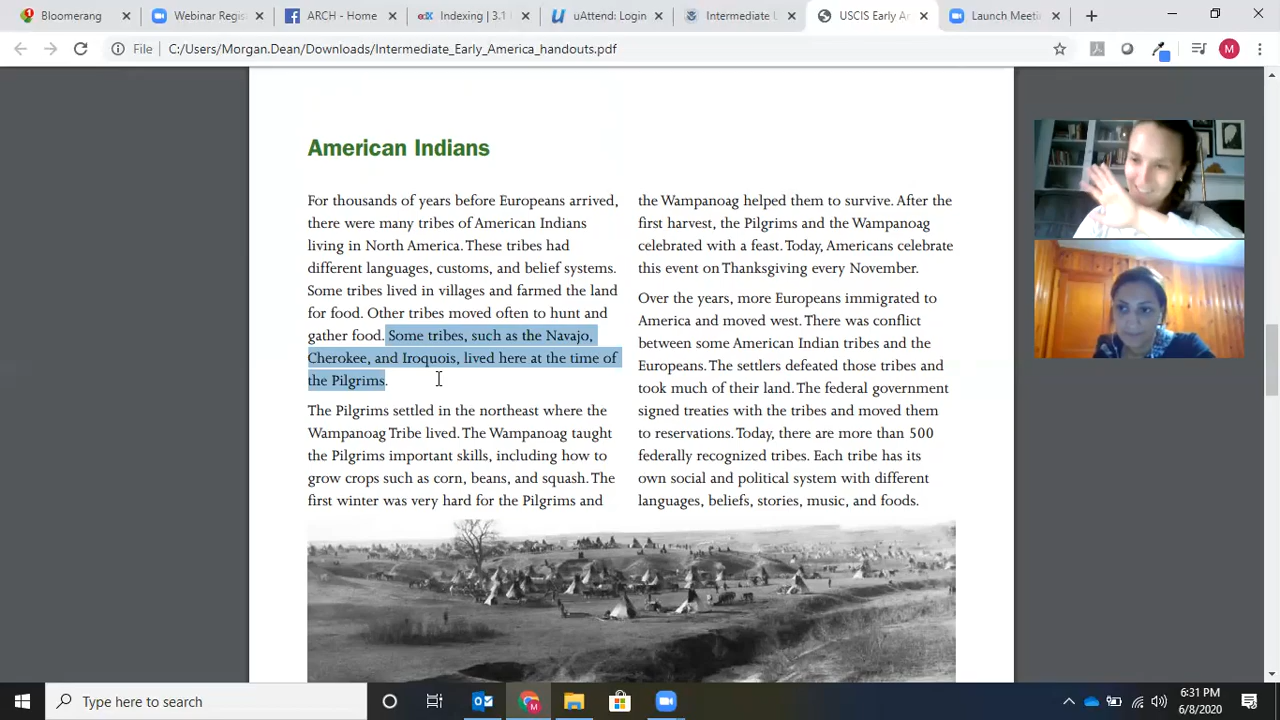 Bloomerang
Webinar Regis
ARCH - Home
Indexing | 3.1
uAttend: Login
Intermediate
USCIS Early A
Launch Meeti
File
C:/Users/Morgan.Dean/Downloads/Intermediate_Early_America_handouts.pdf
M
American Indians
For thousands of years before Europeans arrived,
there were many tribes of American Indians
living in North America. These tribes had
different languages, customs, and belief systems.
Some tribes lived in villages and farmed the land
for food. Other tribes moved often to hunt and
gather food. Some tribes, such as the Navajo,
Cherokee, and Iroquois, lived here at the time of
the Pilgrims.
The Pilgrims settled in the northeast where the
Wampanoag Tribe lived. The Wampanoag taught
the Pilgrims important skills, including how to
grow crops such as corn, beans, and squash. The
first winter was very hard for the Pilgrims and
the Wampanoag helped them to survive. After the
first harvest, the Pilgrims and the Wampanoag
celebrated with a feast. Today, Americans celebrate
this event on Thanksgiving every November.
Over the years, more Europeans immigrated to
America and moved west. There was conflict
between some American Indian tribes and the
Europeans. The settlers defeated those tribes and
took much of their land. The federal government
signed treaties with the tribes and moved them
to reservations. Today, there are more than 500
federally recognized tribes. Each tribe has its
own social and political system with different
languages, beliefs, stories, music, and foods.
Type here to search
6:31 PM
6/8/2020